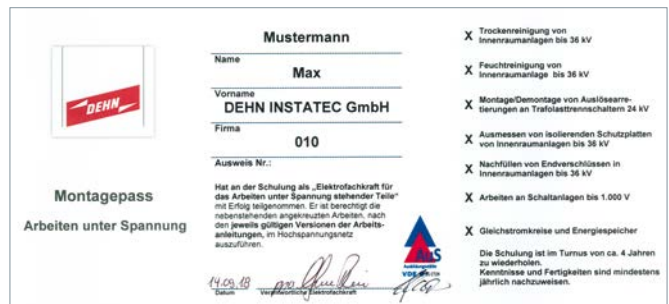 DEHN
Montagepass
Arbeiten unter Spannung
Mustermann
Name
Max
Vorname
DEHN INSTATEC GmbH
Firma
010
Ausweis Nr.:
Hat an der Schulung als „Elektrofachkraft für
das Arbeiten unter Spannung stehender Teile"
mit Erfolg teilgenommen. Er ist berechtigt die
nebenstehenden angekreuzten Arbeiten, nach
den jeweils gültigen Versionen der Arbeits-
anleitungen, im Hochspannungsnetz
auszuführen.
14.09.18
Datum
Verantwortliche Elektrofachkraft
AuS
Ausbildungsstätte
X Trockenreinigung von
Innenraumanlagen bis 36 kV
X Feuchtreinigung von
Innenraumanlage bis 36 kV
X Montage/Demontage von Auslösearre-
tierungen an Trafolasttrennschaltern 24 kV
X Ausmessen von isolierenden Schutzplatten
von Innenraumanlagen bis 36 kV
X Nachfüllen von Endverschlüssen in
Innenraumanlagen bis 36 kV
X Arbeiten an Schaltanlagen bis 1.000 V
X Gleichstromkreise und Energiespeicher
Die Schulung ist im Turnus von ca. 4 Jahren
zu wiederholen.
Kenntnisse und Fertigkeiten sind mindestens
jährlich nachzuweisen.